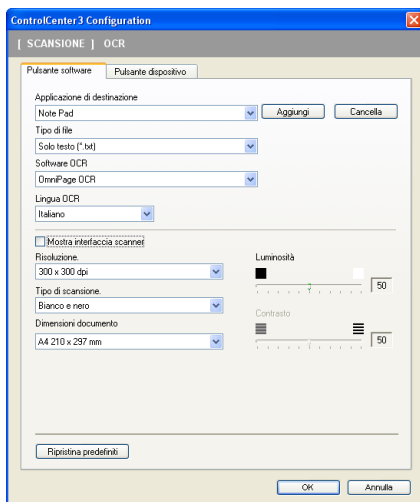 ControlCenter3 Configuration
[ SCANSIONE ] OCR
Pulsante software
Pulsante dispositivo
Applicazione di destinazione
Note Pad
Aggiungi
Cancella
Tipo di file
Solo testo (*.txt)
Software OCR
OmniPage OCR
Lingua OCR
Italiano
Mostra interfaccia scanner
Risoluzione.
300 x 300 dpi
Luminosità
50
Tipo di scansione.
Bianco e nero
Contrasto
50
Dimensioni documento
A4 210 x 297 mm
Ripristina predefiniti
OK
Annulla